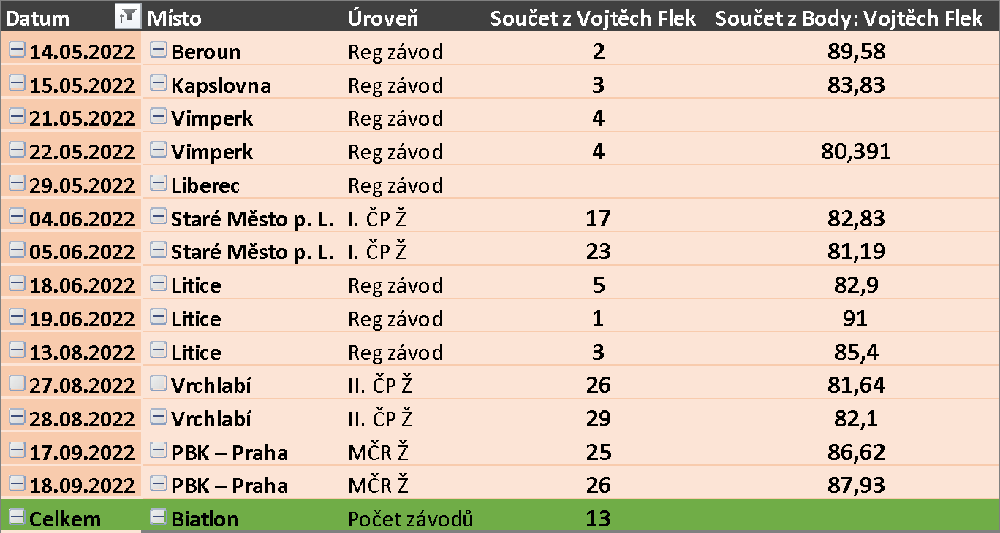 Datum Místo Úroveň Součet z Vojtěch Flek Součet z Body: Vojtěch Flek
14.05.2022 Beroun Reg závod 2 89,58
15.05.2022 Kapslovna Reg závod 3 83,83
21.05.2022 Vimperk Reg závod 4
22.05.2022 Vimperk Reg závod 4 80,391
29.05.2022 Liberec Reg závod
04.06.2022 Staré Město p. L. I. ČP Ž 17 82,83
05.06.2022 Staré Město p. L. I. ČP Ž 23 81,19
18.06.2022 Litice Reg závod 5 82,9
19.06.2022 Litice Reg závod 1 91
13.08.2022 Litice Reg závod 3 85,4
27.08.2022 Vrchlabí II. ČP Ž 26 81,64
28.08.2022 Vrchlabí II. ČP Ž 29 82,1
17.09.2022 PBK – Praha MČR Ž 25 86,62
18.09.2022 PBK – Praha MČR Ž 26 87,93
Celkem Biatlon Počet závodů 13